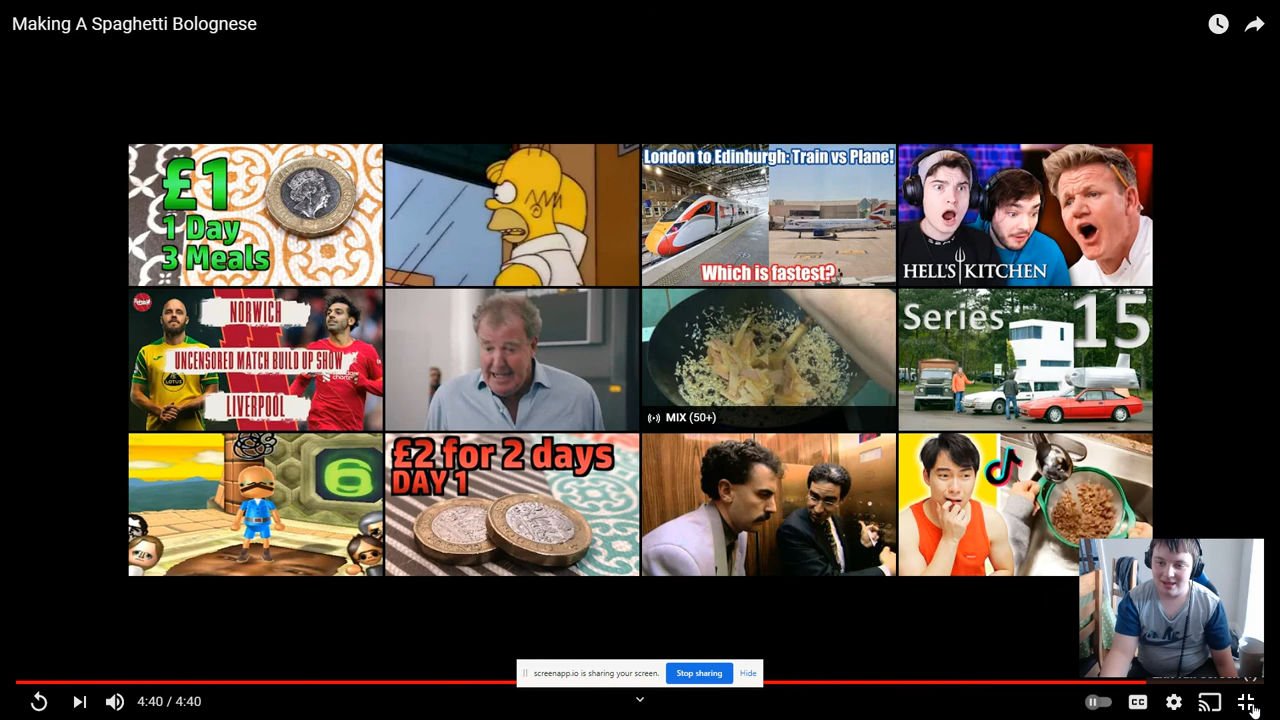 Making A Spaghetti Bolognese
£1
1 Day
3 Meals
London to Edinburgh: Train vs Plane!
Which is fastest?
HELL'S KITCHEN
NORWICH
UNCENSORED MATCH BUILD UP SHOW
LIVERPOOL
LOTUS
MIX (50+)
Series 15
6
£2 for 2 days
DAY 1
screenapp.io is sharing your screen.
Stop sharing
Hide
4:40 / 4:40
CC